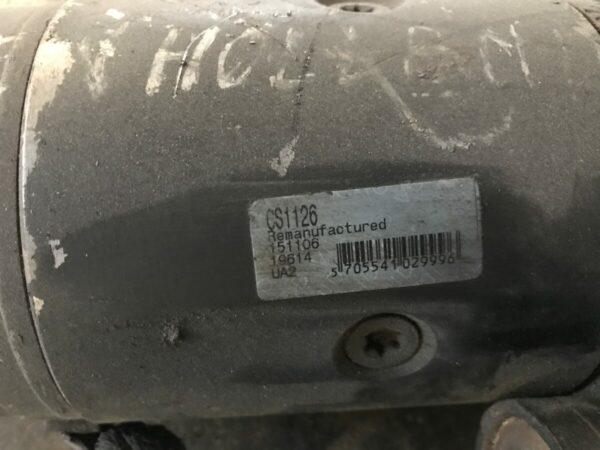 CS1126
Remanufactured
151106
19614
UA2
5 705541 029996